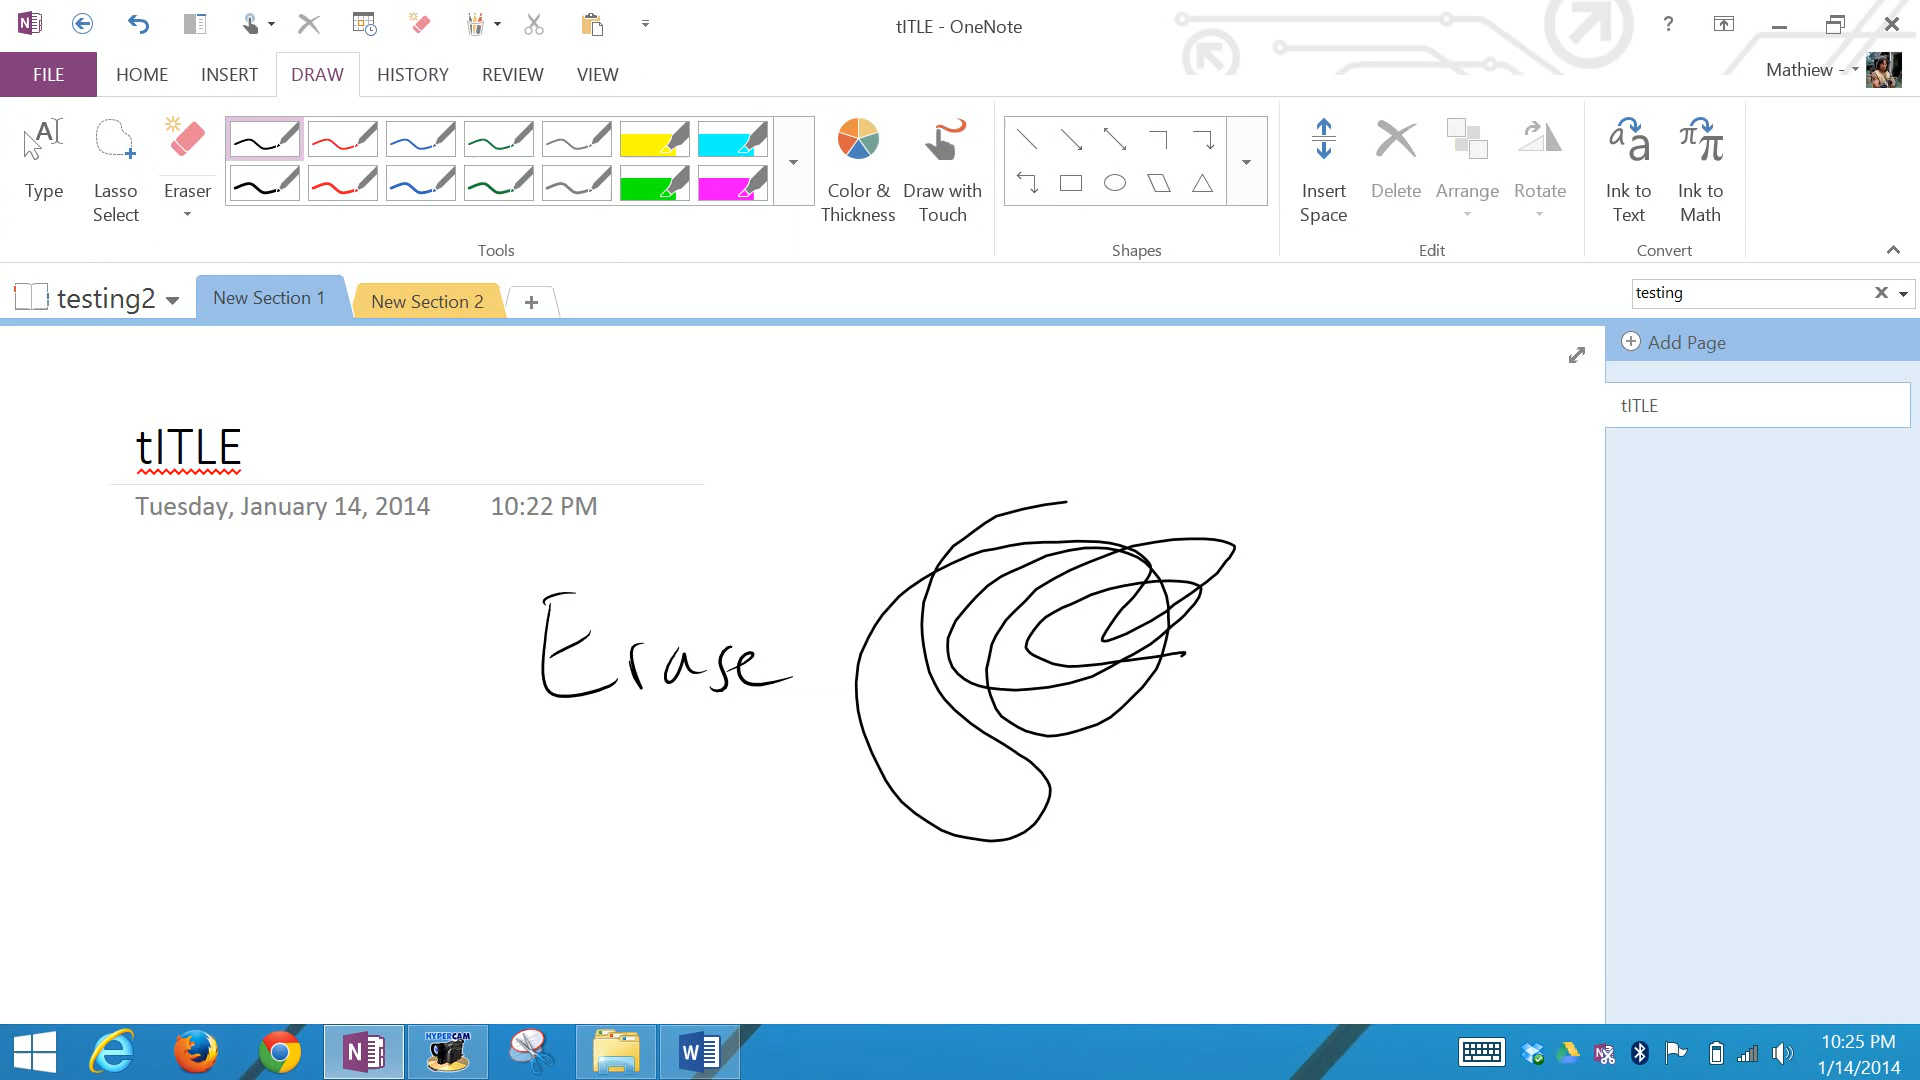 tITLE - OneNote
?
FILE HOME INSERT DRAW HISTORY REVIEW VIEW
Mathiew -
Type
Lasso Select
Eraser
Color & Thickness
Draw with Touch
Insert Space
Delete
Arrange
Rotate
Ink to Text
Ink to Math
Tools
Shapes
Edit
Convert
testing2
New Section 1
New Section 2
testing
Add Page
tITLE
tITLE
Tuesday, January 14, 2014 10:22 PM
Erase
HYPERCAM
10:25 PM
1/14/2014